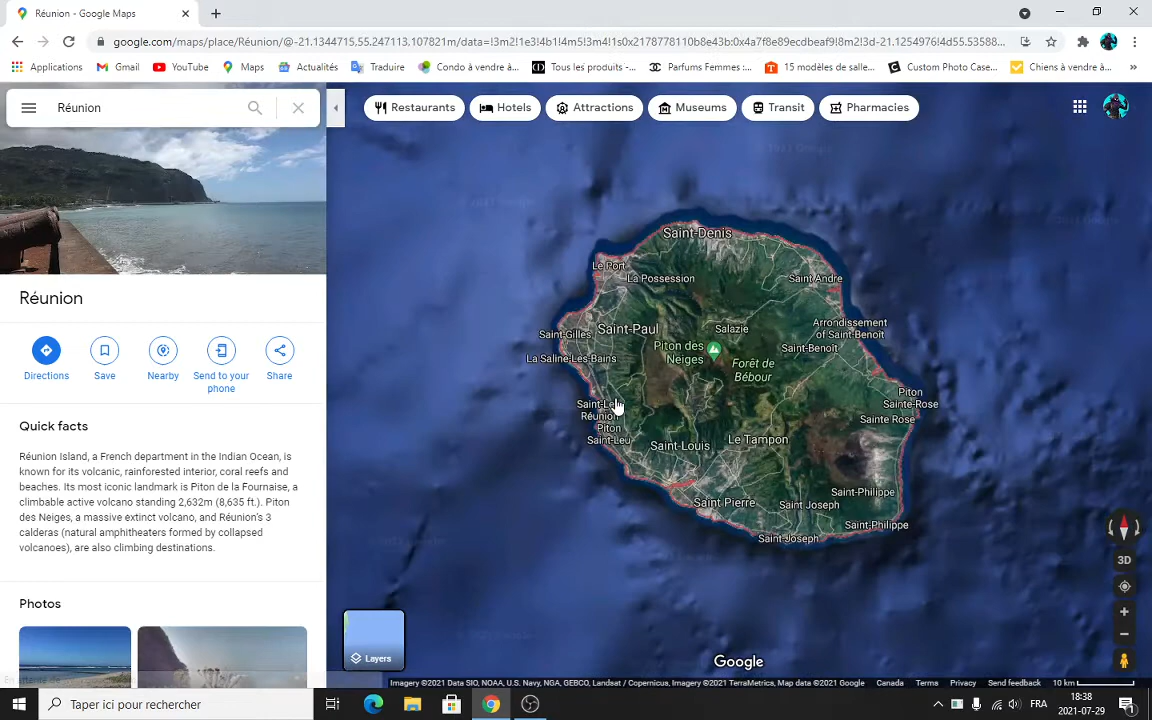 Réunion - Google Maps
google.com/maps/place/Réunion/@-21.1344715,55.247113,107821m/data=!3m2!1e3!4b1!4m5!3m4!1s0x2178778110b8e43b:0x4a7f8e89ecdbeaf9!8m2!3d-21.1254976!4d55.53588...
Applications
Gmail
YouTube
Maps
Actualités
Traduire
Condo à vendre à...
Tous les produits -...
Parfums Femmes :...
15 modèles de salle...
Custom Photo Case...
Chiens à vendre à...
»
Réunion
Restaurants
Hotels
Attractions
Museums
Transit
Pharmacies
Réunion
Directions
Save
Nearby
Send to your
phone
Share
Quick facts
Réunion Island, a French department in the Indian Ocean, is
known for its volcanic, rainforested interior, coral reefs and
beaches. Its most iconic landmark is Piton de la Fournaise, a
climbable active volcano standing 2,632m (8,635 ft.). Piton
des Neiges, a massive extinct volcano, and Réunion's 3
calderas (natural amphitheaters formed by collapsed
volcanoes), are also climbing destinations.
Photos
Saint-Denis
Le Port
La Possession
Saint André
Saint-Gilles
Saint-Paul
Salazie
Arrondissement
of Saint-Benoît
Piton des
Neiges
Saint-Benoît
La Saline-Les-Bains
Forêt de
Bébour
Piton
Sainte-Rose
Réunion
Sainte Rose
Piton
Saint-Leu
Saint-Louis
Le Tampon
Saint-Philippe
Saint Pierre
Saint Joseph
Saint-Philippe
Saint-Joseph
3D
Layers
Google
Imagery ©2021 Data SIO, NOAA, U.S. Navy, NGA, GEBCO, Landsat / Copernicus, Imagery ©2021 TerraMetrics, Map data ©2021 Google
Canada
Terms
Privacy
Send feedback
10 km
Taper ici pour rechercher
FRA
18:38
2021-07-29
1